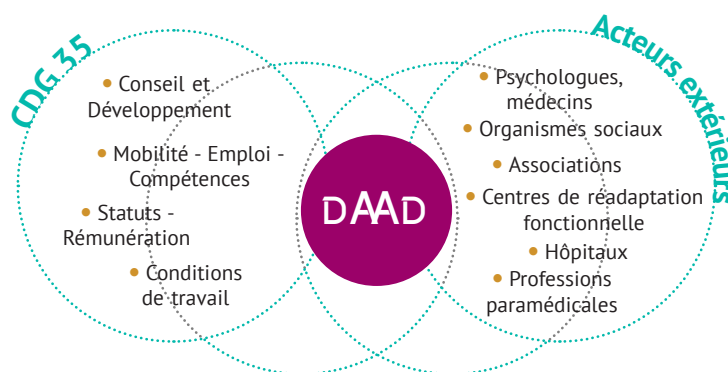 CDG 35
• Conseil et
Développement
• Mobilité - Emploi -
Compétences
• Statuts -
Rémunération
• Conditions
de travail
DAAD
Acteurs extérieurs
• Psychologues,
médecins
• Organismes sociaux
• Associations
• Centres de réadaptation
fonctionnelle
• Hôpitaux
• Professions
paramédicales